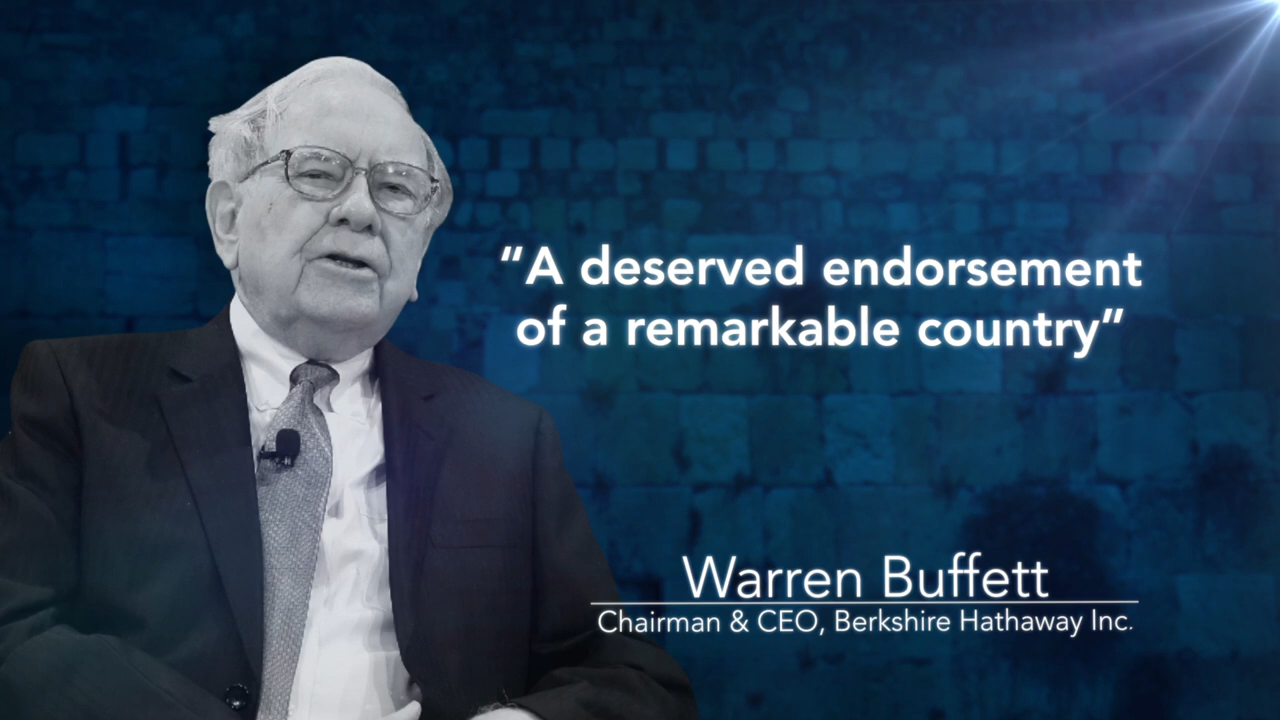 “A deserved endorsement
of a remarkable country”
Warren Buffett
Chairman & CEO, Berkshire Hathaway Inc.